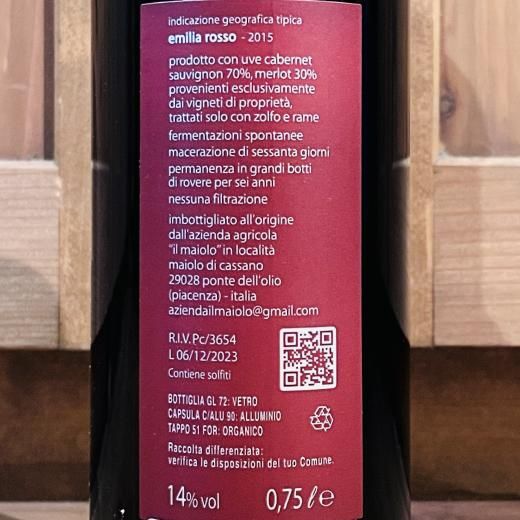 indicazione geografica tipica
emilia rosso - 2015
prodotto con uve cabernet
sauvignon 70%, merlot 30%
provenienti esclusivamente
dai vigneti di proprietà,
trattati solo con zolfo e rame
fermentazioni spontanee
macerazione di sessanta giorni
permanenza in grandi botti
di rovere per sei anni
nessuna filtrazione
imbottigliato all'origine
dall'azienda agricola
"il maiolo" in località
maiolo di cassano
29028 ponte dell'olio
(piacenza) - italia
aziendailmaiolo@gmail.com
R.I.V. Pc/3654
L 06/12/2023
Contiene solfiti
BOTTIGLIA GL 72: VETRO
CAPSULA C/ALU 90: ALLUMINIO
TAPPO 51 FOR: ORGANICO
Raccolta differenziata:
verifica le disposizioni del tuo Comune.
14% vol 0,75 ℓ e